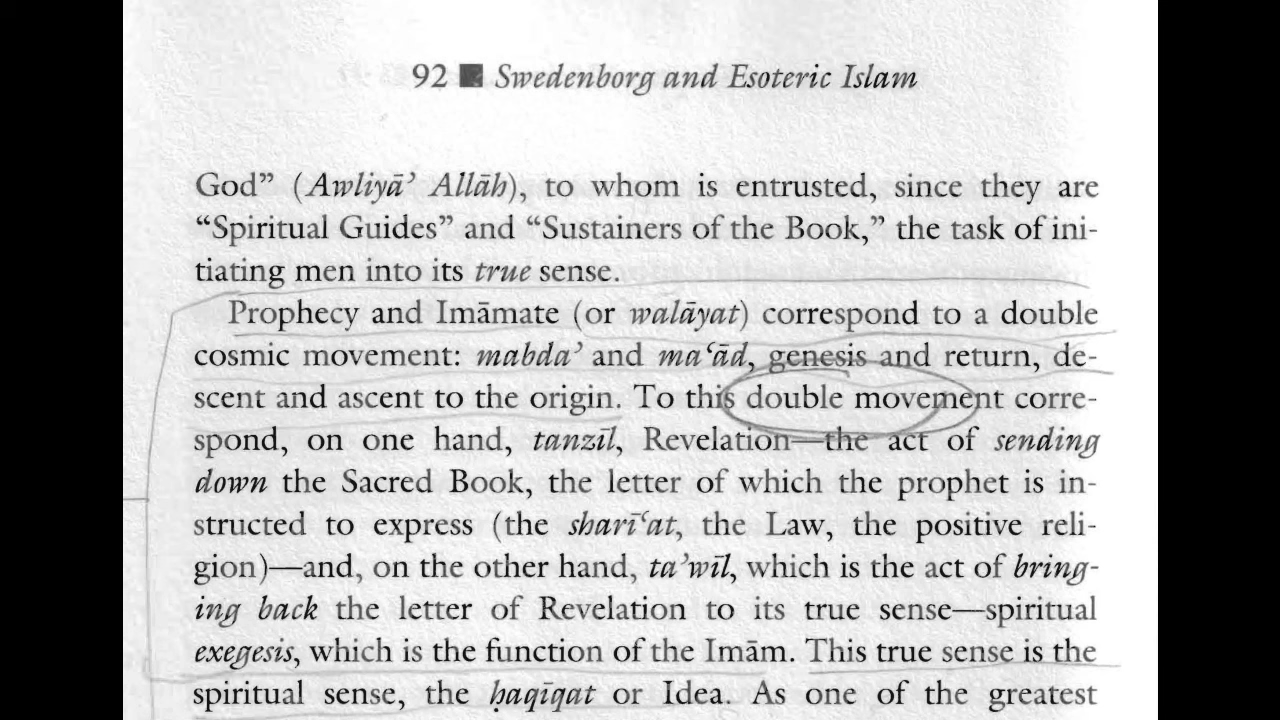 92 ■ Swedenborg and Esoteric Islam
God” (Awliyā’ Allāh), to whom is entrusted, since they are
“Spiritual Guides” and “Sustainers of the Book,” the task of ini-
tiating men into its true sense.
Prophecy and Imāmate (or walāyat) correspond to a double
cosmic movement: mabda’ and ma‘ād, genesis and return, de-
scent and ascent to the origin. To this double movement corre-
spond, on one hand, tanzīl, Revelation—the act of sending
down the Sacred Book, the letter of which the prophet is in-
structed to express (the sharī‘at, the Law, the positive reli-
gion)—and, on the other hand, ta’wīl, which is the act of bring-
ing back the letter of Revelation to its true sense—spiritual
exegesis, which is the function of the Imām. This true sense is the
spiritual sense, the ḥaqīqat or Idea. As one of the greatest